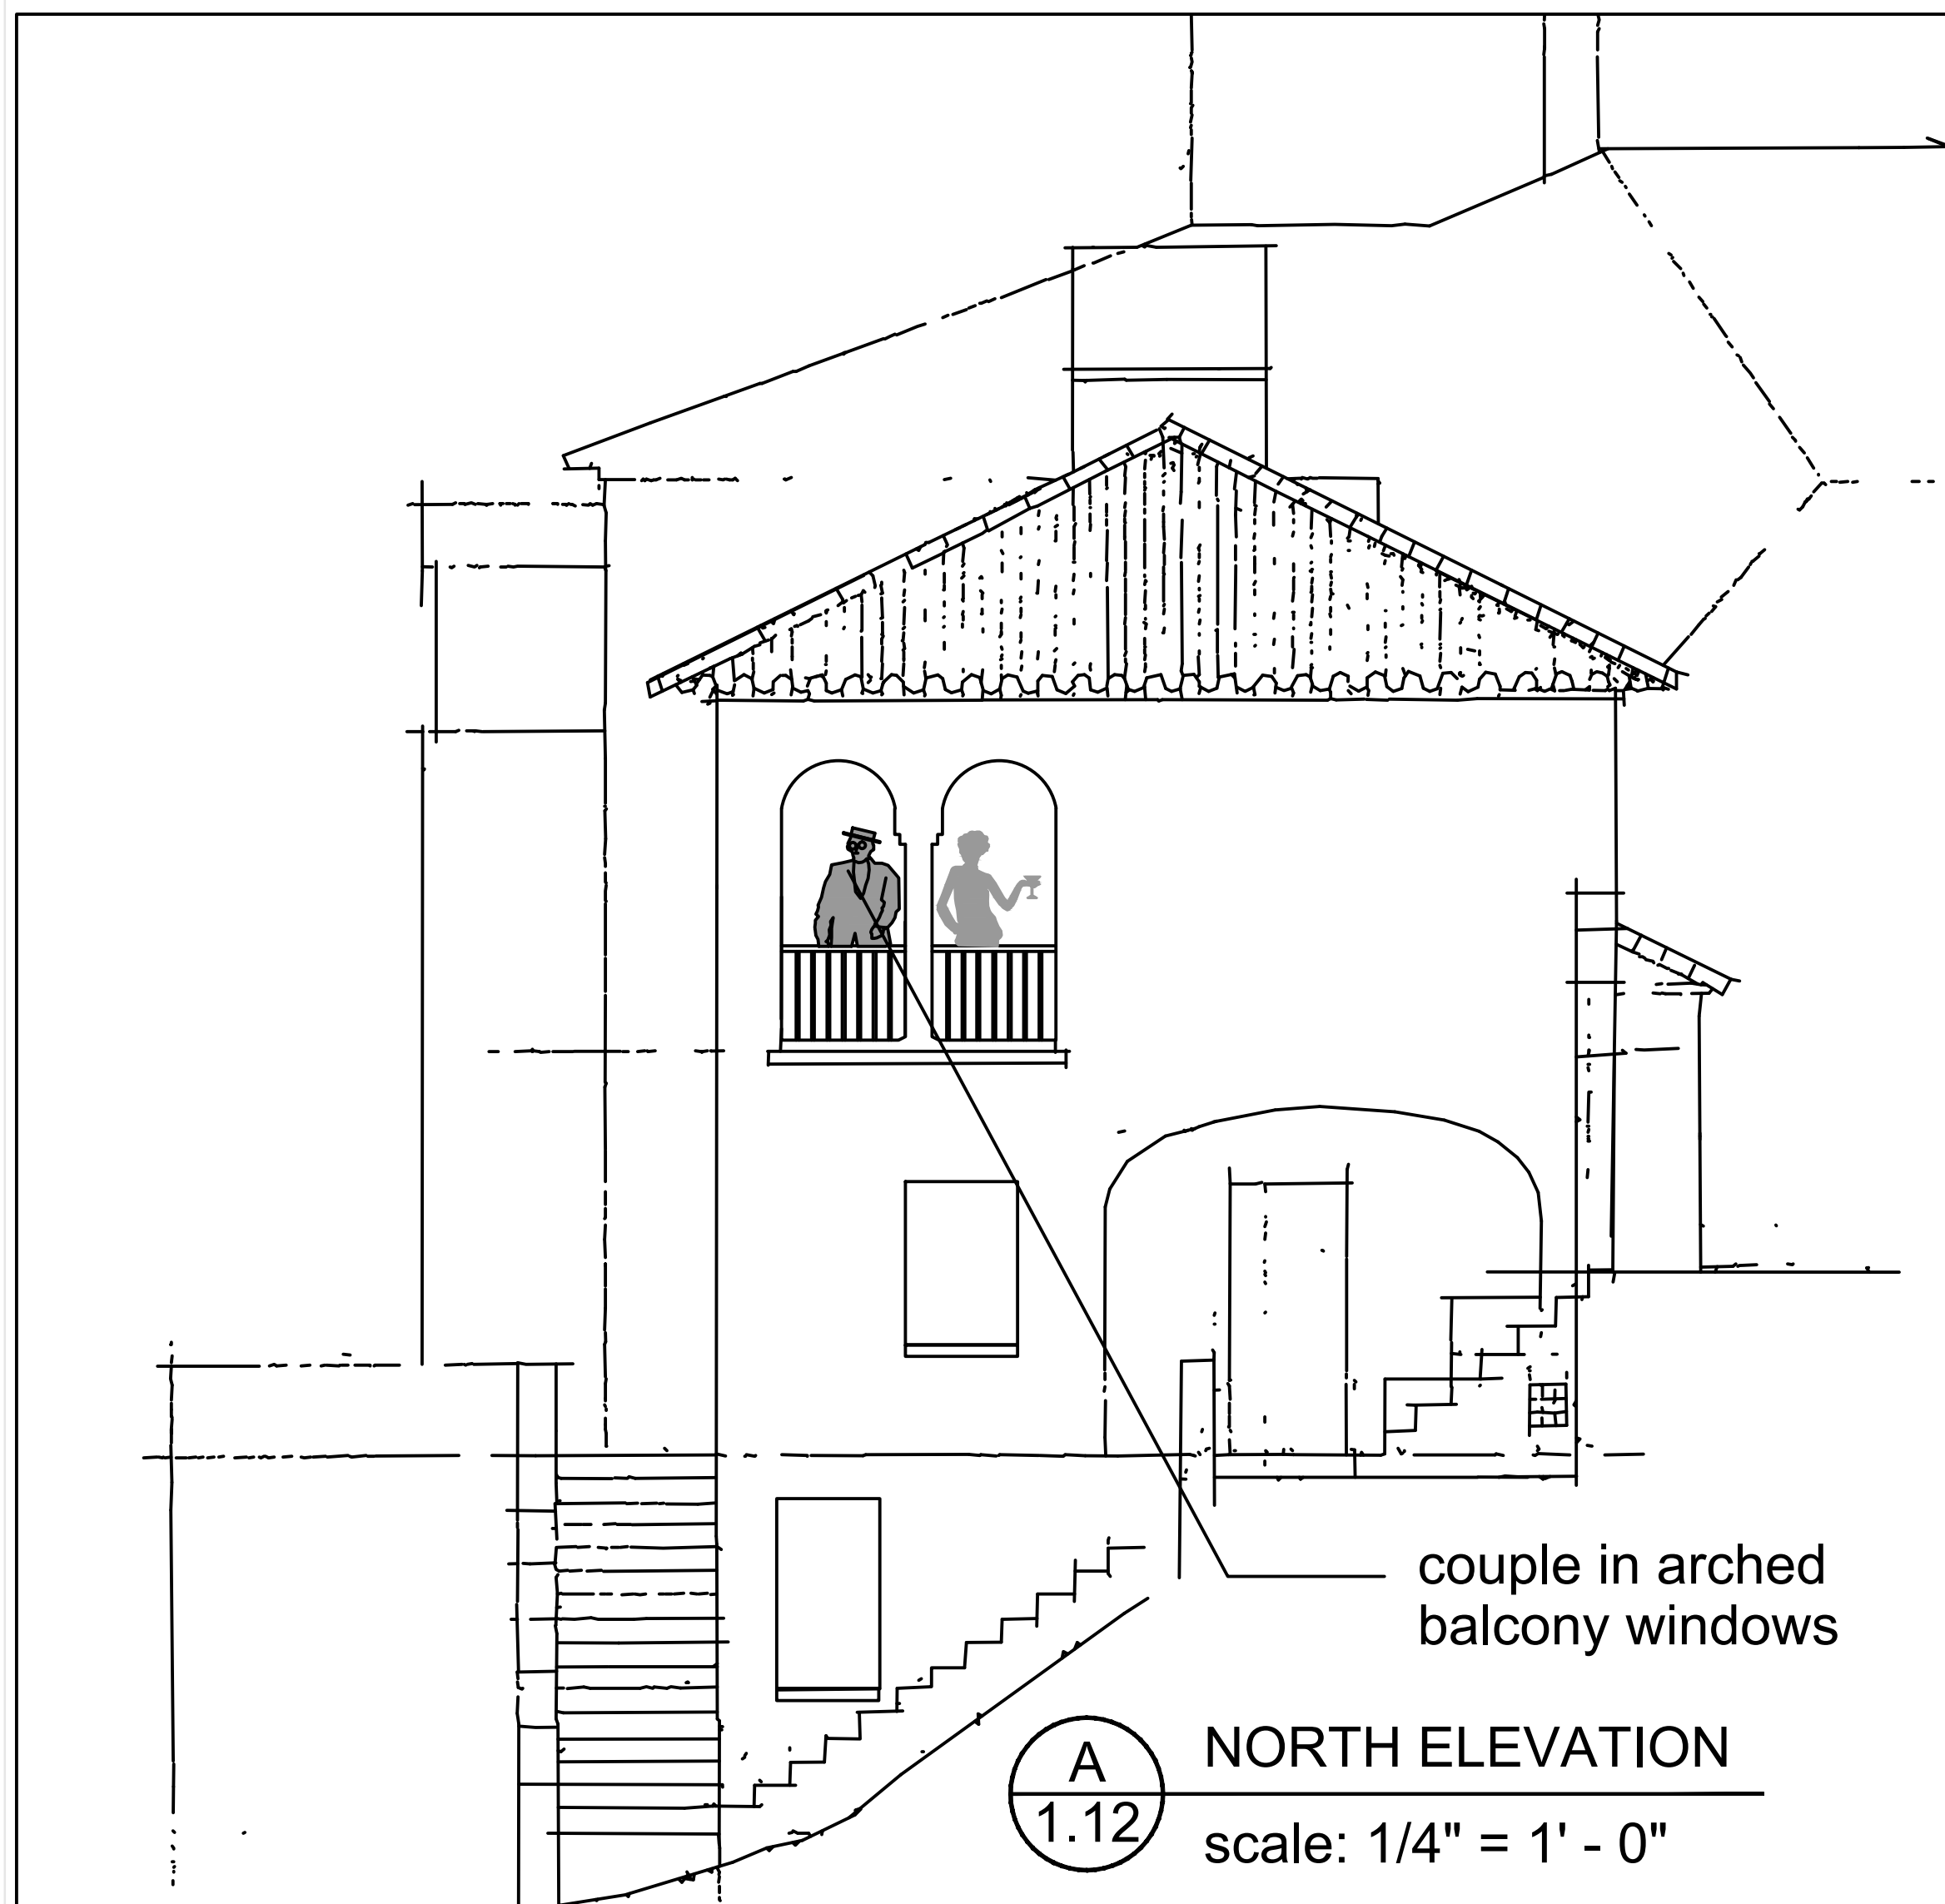 couple in arched
balcony windows
A
NORTH ELEVATION
1.12
scale: 1/4" = 1' - 0"